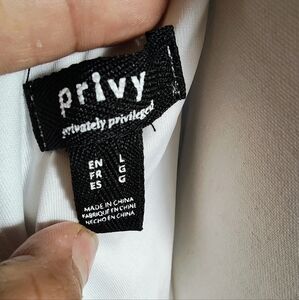 privy
privately privileged
EN L
FR G
ES G
MADE IN CHINA
FABRIQUÉ EN CHINE
HECHO EN CHINA